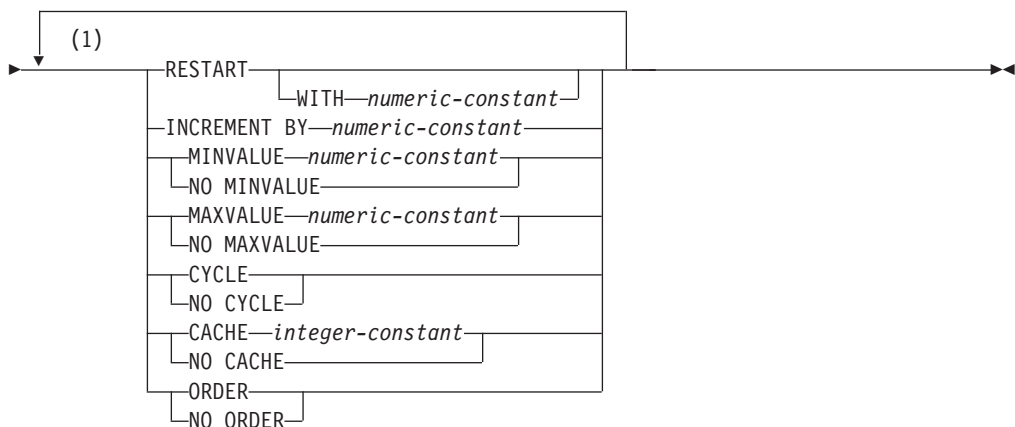 (1)
RESTART
WITH numeric-constant
INCREMENT BY numeric-constant
MINVALUE numeric-constant
NO MINVALUE
MAXVALUE numeric-constant
NO MAXVALUE
CYCLE
NO CYCLE
CACHE integer-constant
NO CACHE
ORDER
NO ORDER